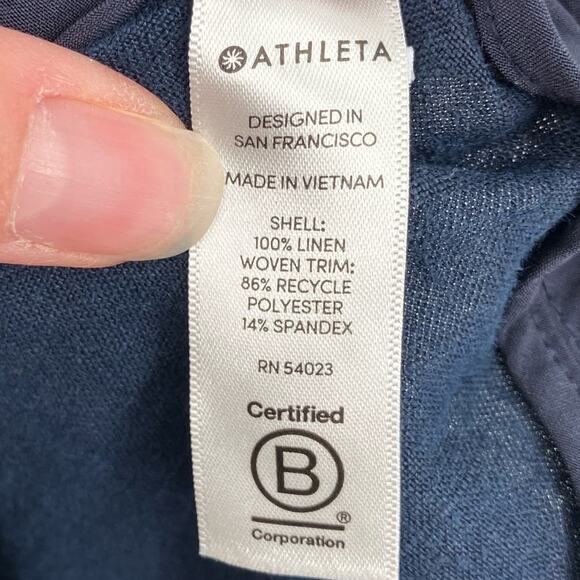 ATHLETA
DESIGNED IN
SAN FRANCISCO
MADE IN VIETNAM
SHELL:
100% LINEN
WOVEN TRIM:
86% RECYCLE
POLYESTER
14% SPANDEX
RN 54023
Certified
B
®
Corporation